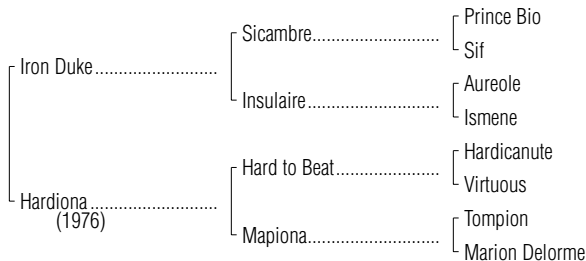 Prince Bio
Sicambre
Sif
Iron Duke
Aureole
Insulaire
Ismene
Hardicanute
Hard to Beat
Virtuous
Hardiona
(1976)
Tompion
Mapiona
Marion Delorme